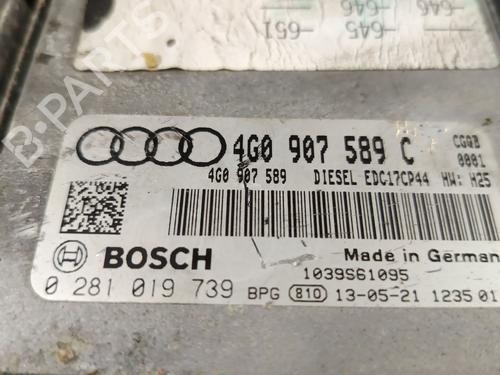 -651
-645
-646
-646
4G0 907 589 C
CGQB
0001
4G0 907 589 DIESEL EDC17CP44 HW: H25
BOSCH
Made in German
1039S61095
0 281 019 739 BPG 810 13-05-21 1235 01
B-PARTS